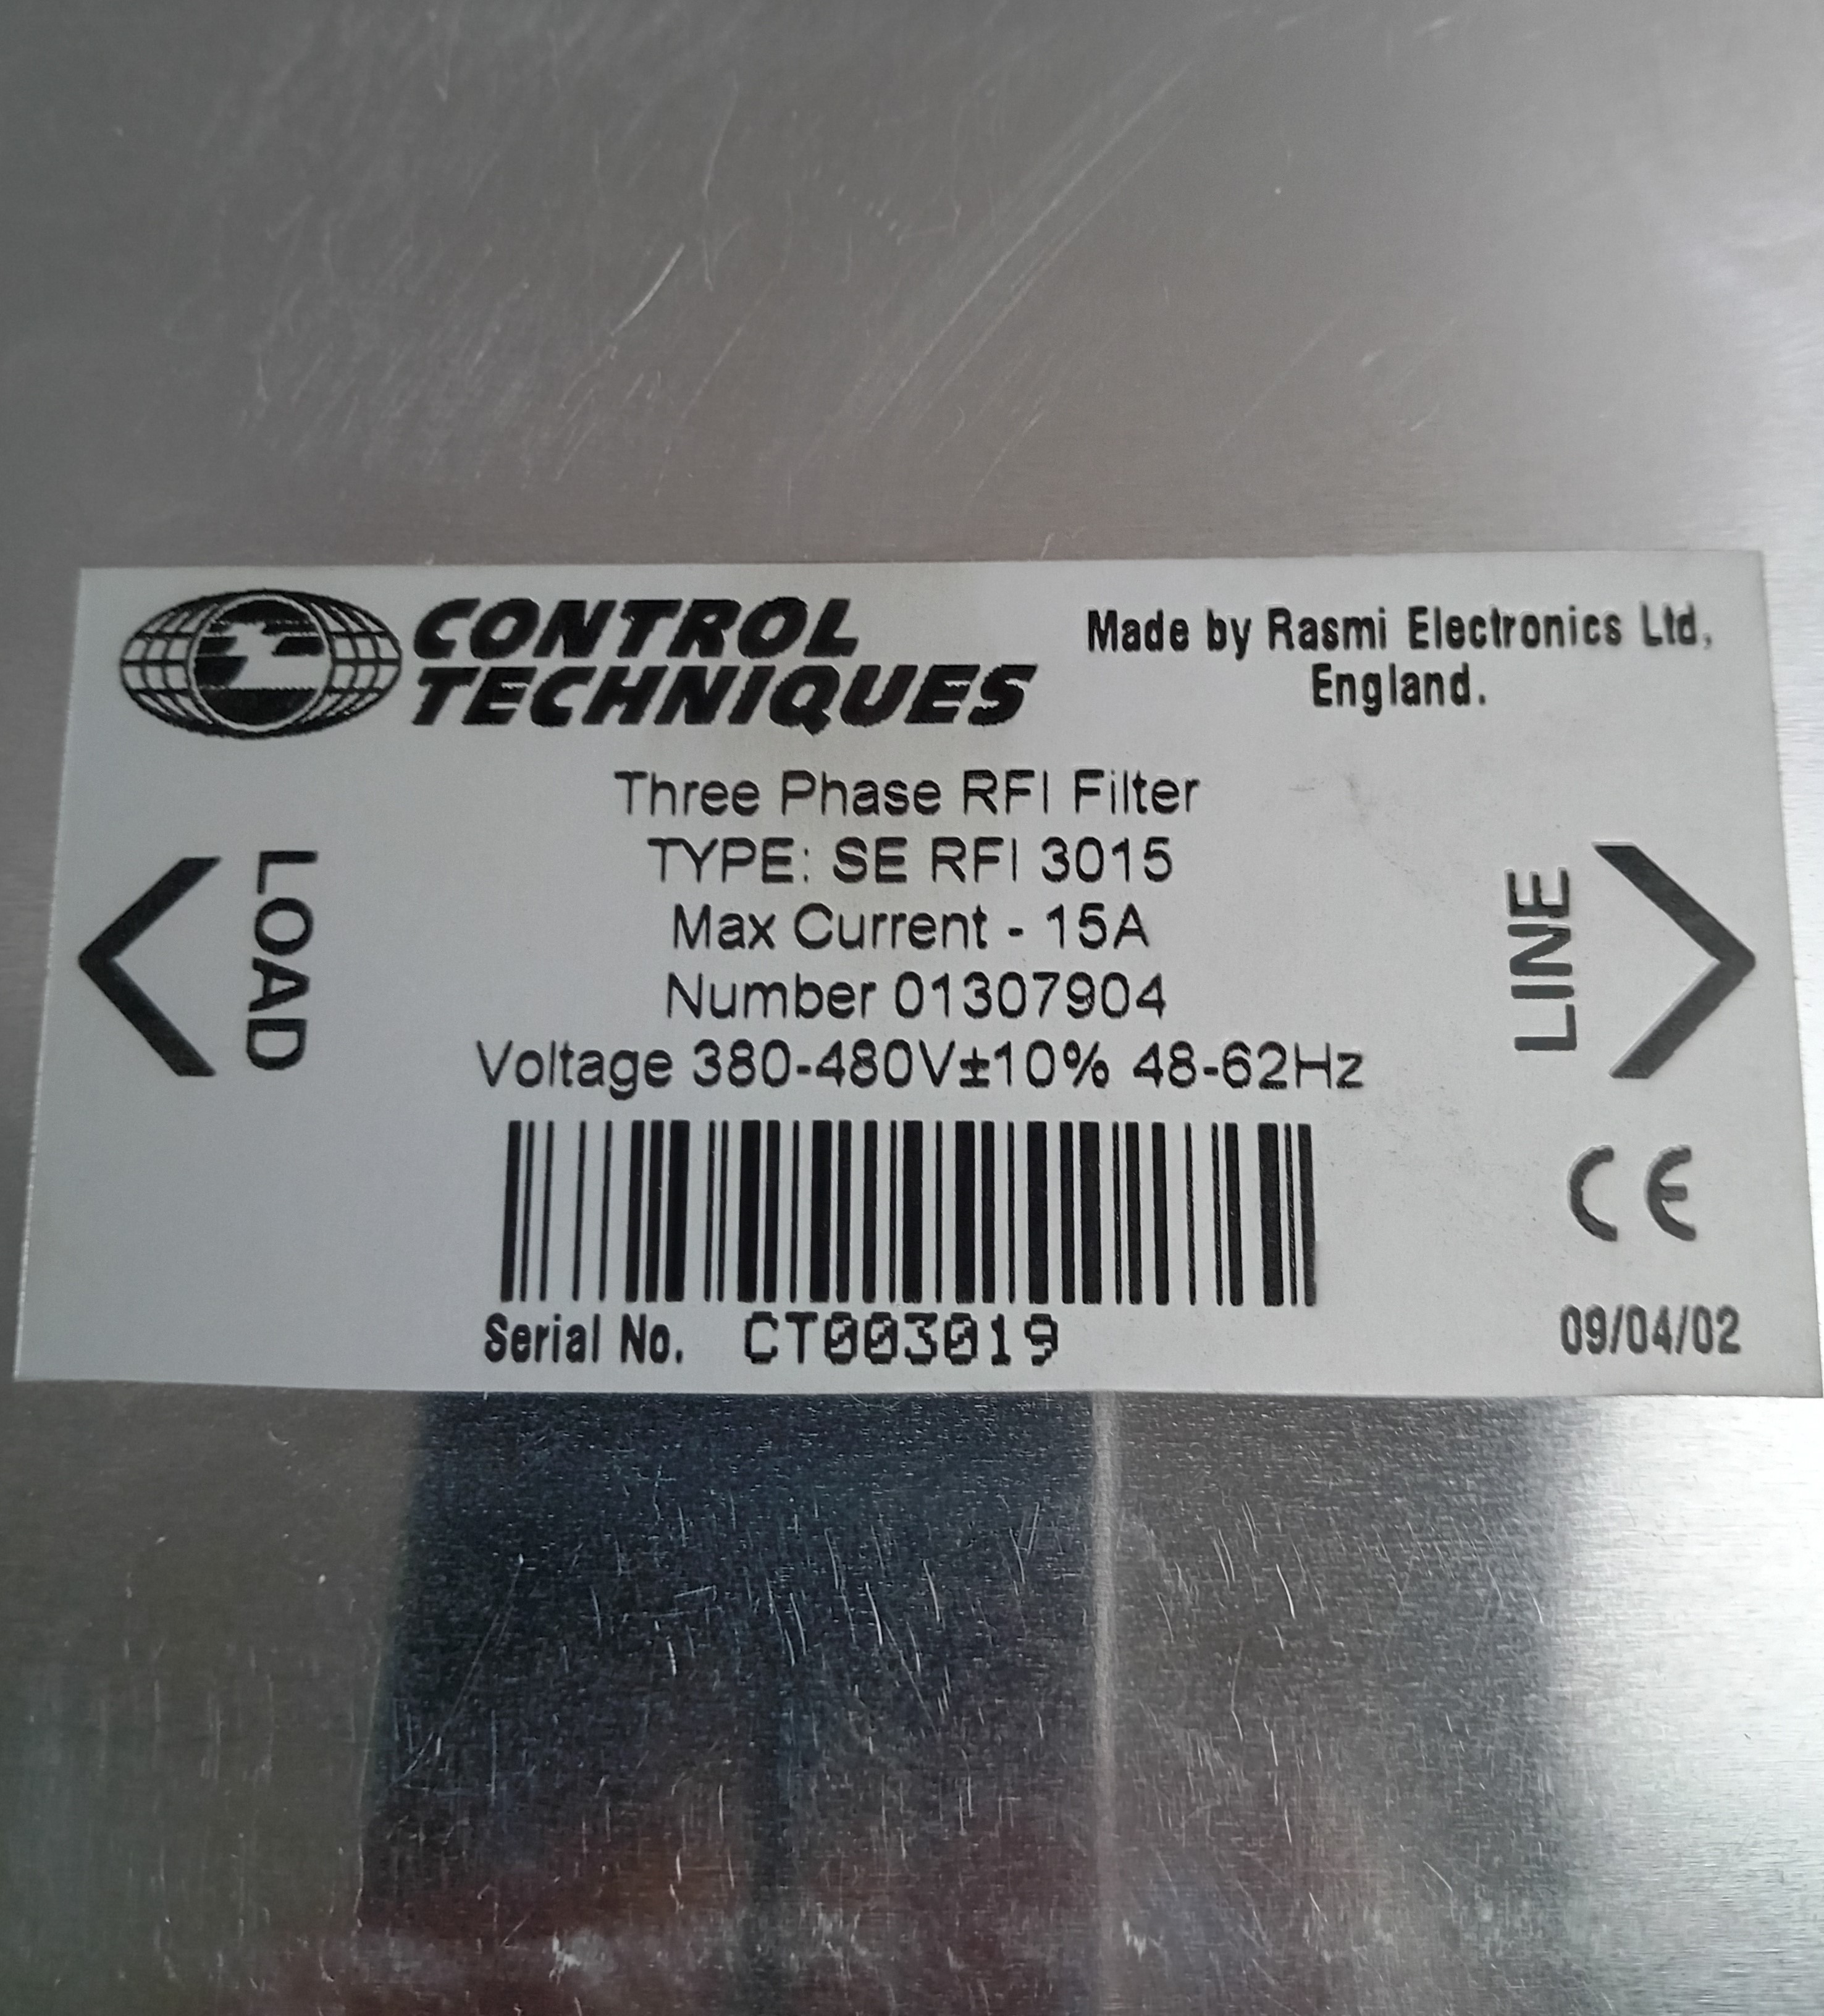 CONTROL
TECHNIQUES
Made by Rasmi Electronics Ltd,
England.
Three Phase RFI Filter
TYPE: SE RFI 3015
Max Current - 15A
Number 01307904
Voltage 380-480V±10% 48-62Hz
LOAD
LINE
CE
Serial No. CT003019
09/04/02